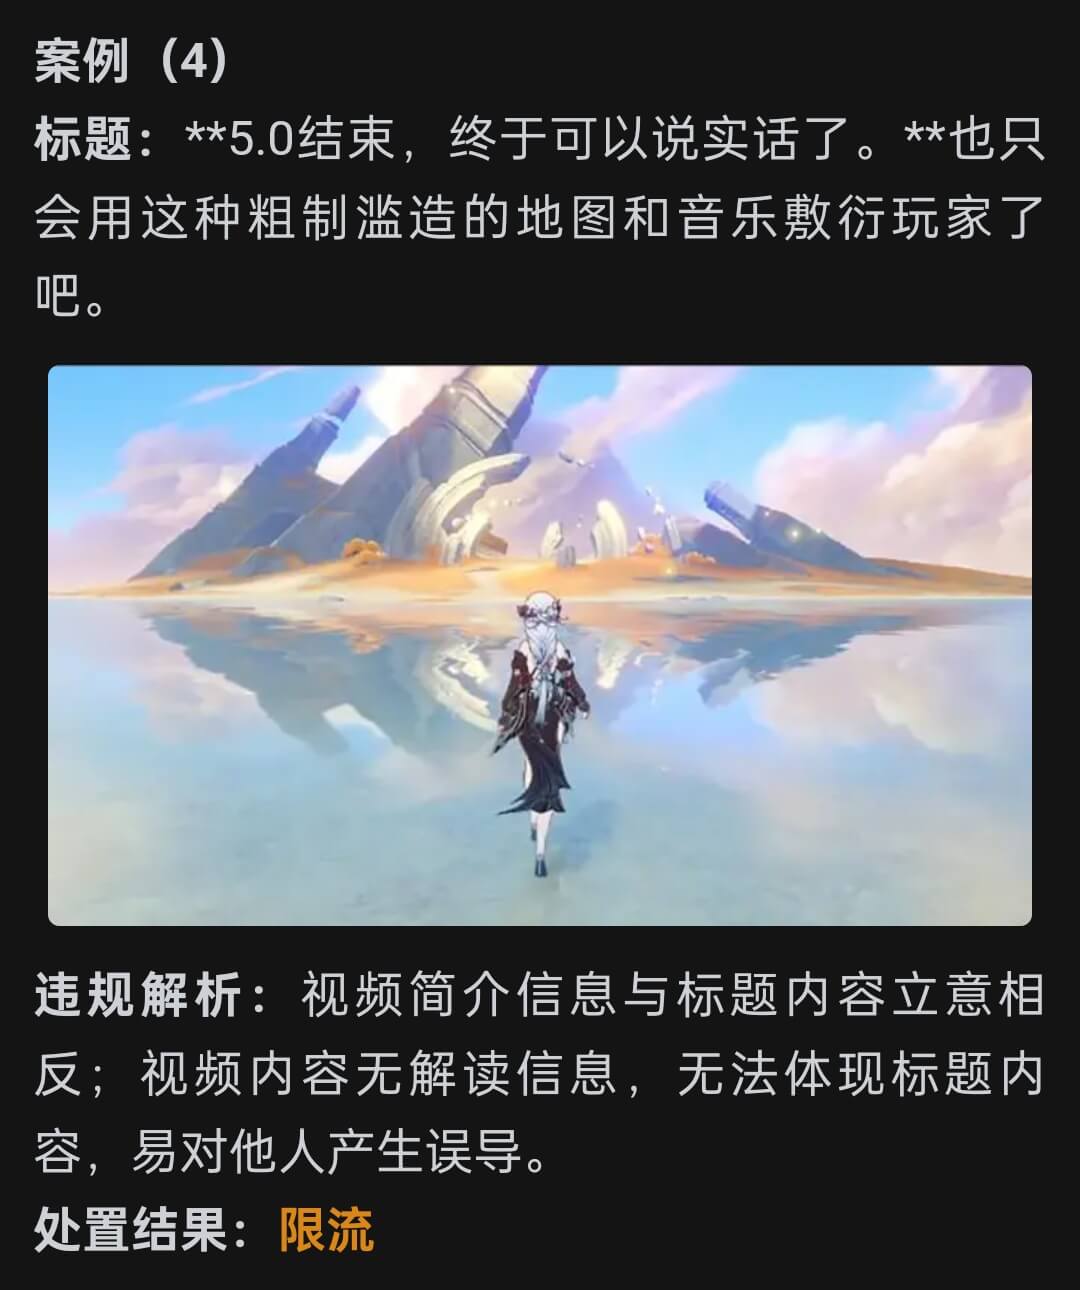 案例（4）
标题：**5.0结束，终于可以说实话了。**也只
会用这种粗制滥造的地图和音乐敷衍玩家了
吧。
违规解析：视频简介信息与标题内容立意相
反；视频内容无解读信息，无法体现标题内
容，易对他人产生误导。
处置结果：限流